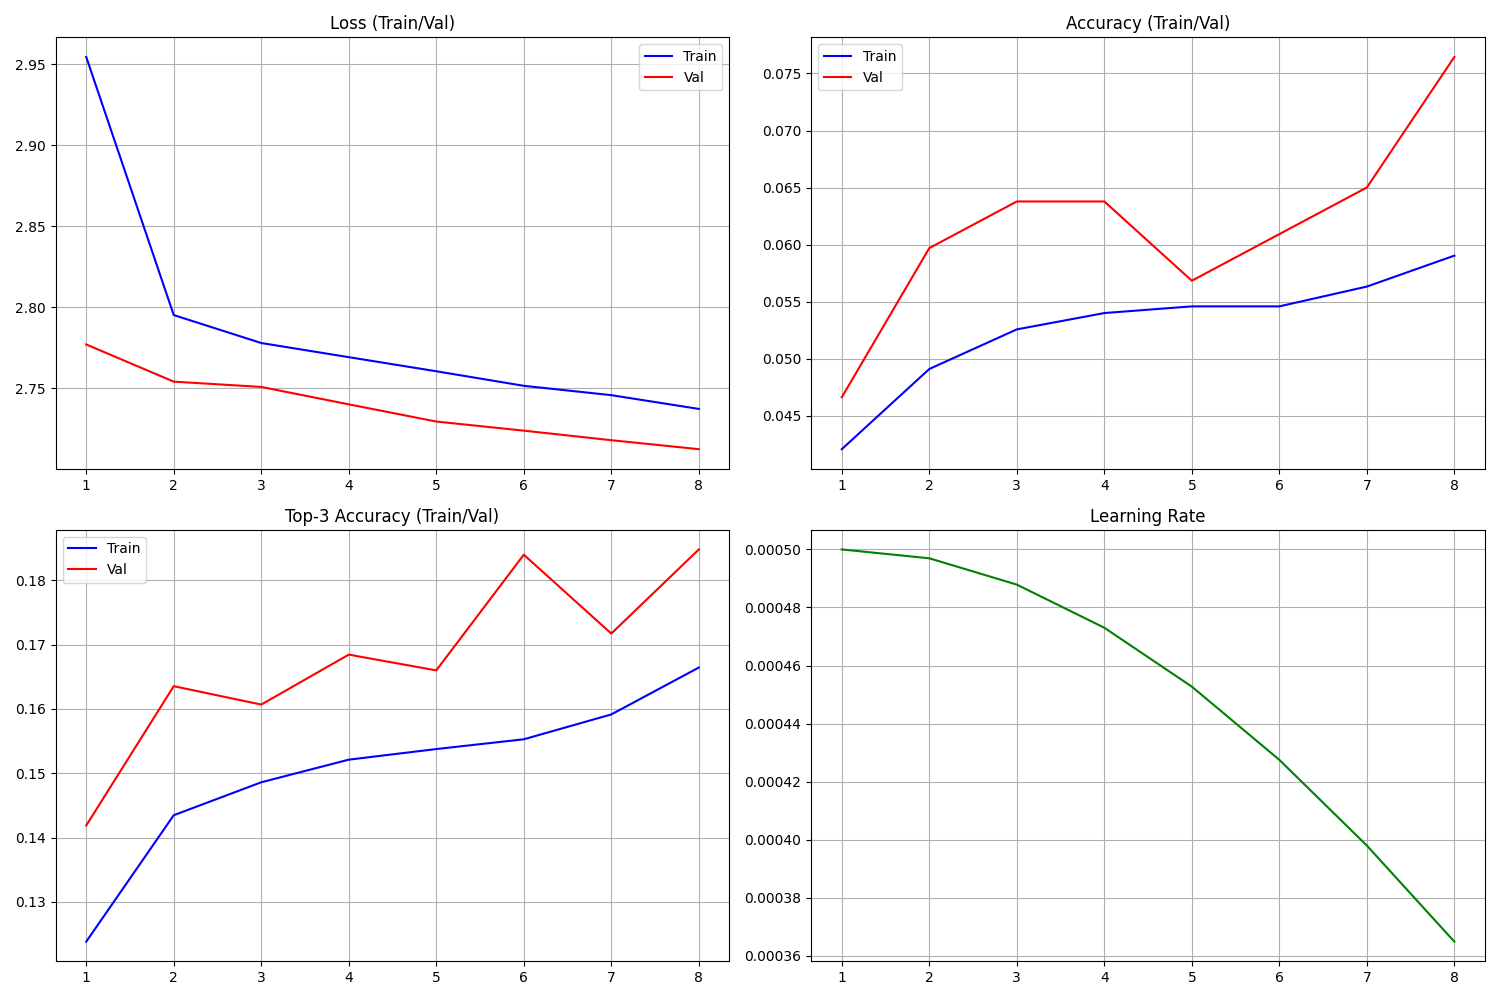 Loss (Train/Val)
2.95
2.90
2.85
2.80
2.75
1 2 3 4 5 6 7 8
Train
Val
Accuracy (Train/Val)
0.075
0.070
0.065
0.060
0.055
0.050
0.045
1 2 3 4 5 6 7 8
Train
Val
Top-3 Accuracy (Train/Val)
0.18
0.17
0.16
0.15
0.14
0.13
1 2 3 4 5 6 7 8
Train
Val
Learning Rate
0.00050
0.00048
0.00046
0.00044
0.00042
0.00040
0.00038
0.00036
1 2 3 4 5 6 7 8